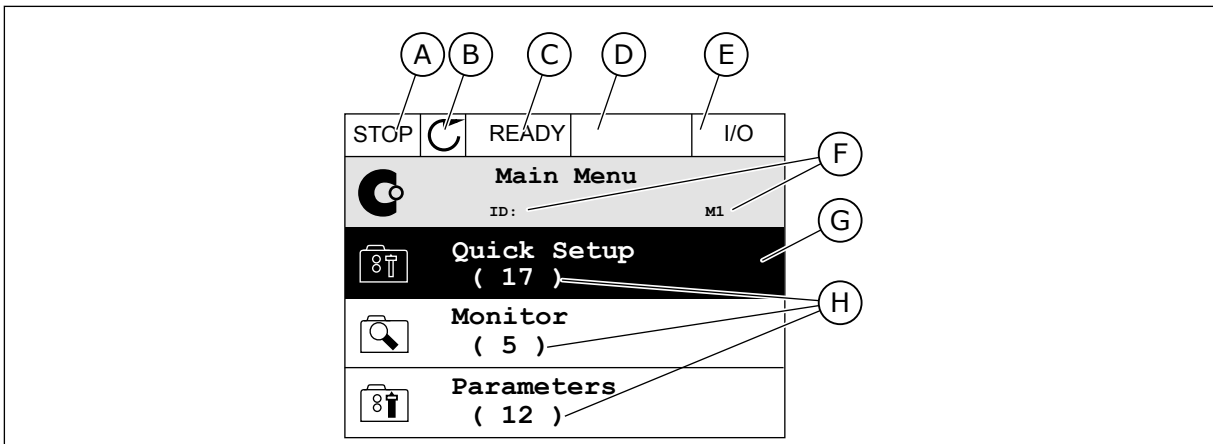 A B C D E
STOP READY I/O
F
Main Menu
ID: M1
G
Quick Setup
( 17 )
H
Monitor
( 5 )
Parameters
( 12 )